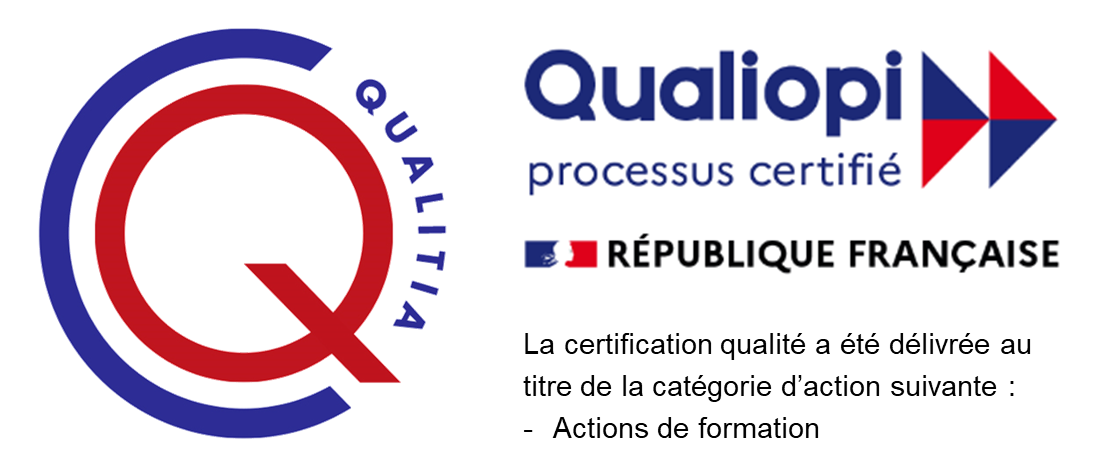 QUALITIA
Qualiopi
processus certifié
RÉPUBLIQUE FRANÇAISE
La certification qualité a été délivrée au
titre de la catégorie d’action suivante :
- Actions de formation